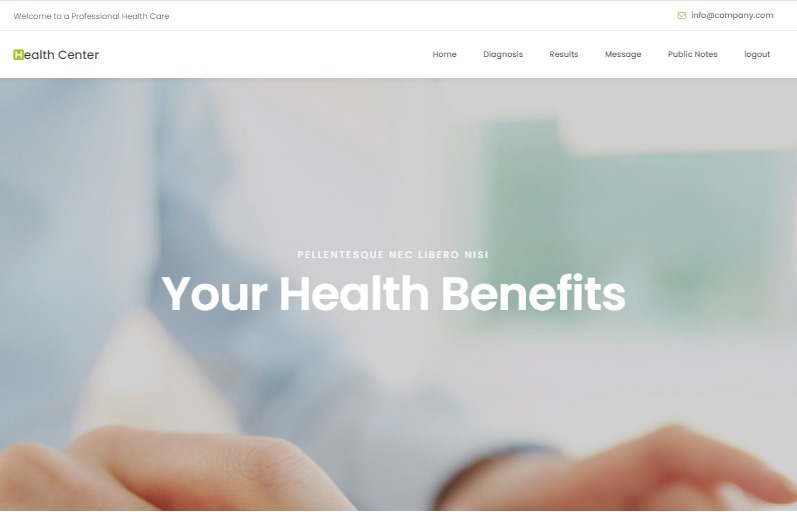 Welcome to a Professional Health Care
info@company.com
Health Center
Home Diagnosis Results Message Public Notes logout
PELLENTESQUE NEC LIBERO NISI
Your Health Benefits